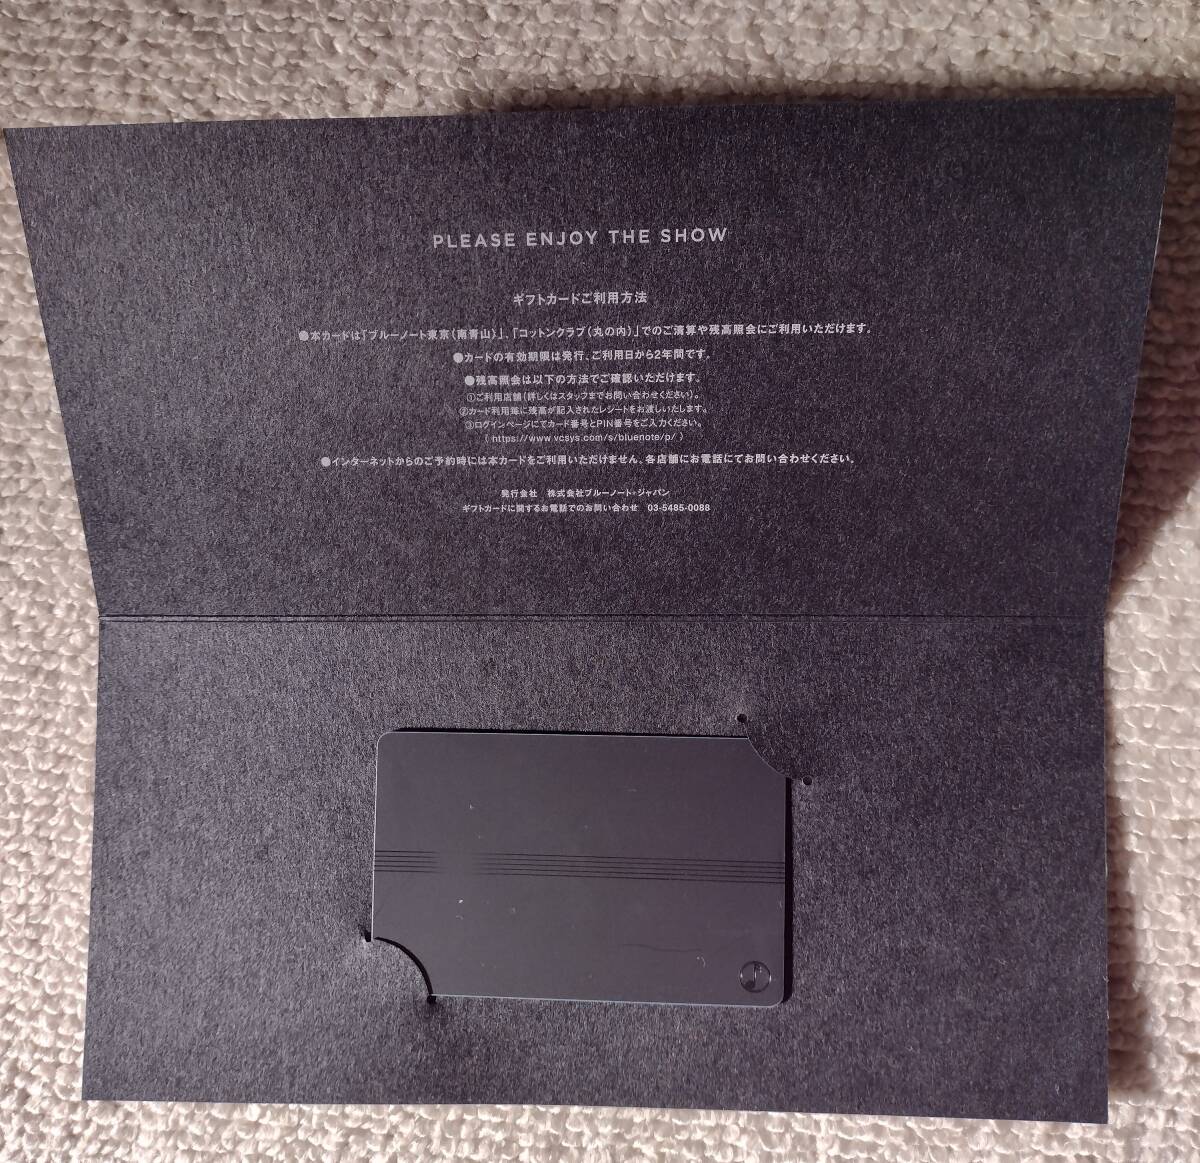 PLEASE ENJOY THE SHOW
ギフトカードご利用方法
●本カードは「ブルーノート東京（南青山）」、「コットンクラブ（丸の内）」でのご清算や残高照会にご利用いただけます。
●カードの有効期限は発行、ご利用日から2年間です。
●残高照会は以下の方法でご確認いただけます。
①ご利用店舗（詳しくはスタッフまでお問い合わせください）。
②カード利用毎に残高が記入されたレシートをお渡しいたします。
③ログインページにてカード番号とPIN番号をご入力ください。
（ https://www.vcsys.com/s/bluenote/p/ ）
●インターネットからのご予約時には本カードをご利用いただけません。各店舗にお電話にてお問い合わせください。
発行会社　株式会社ブルーノート・ジャパン
ギフトカードに関するお電話でのお問い合わせ　03-5485-0088